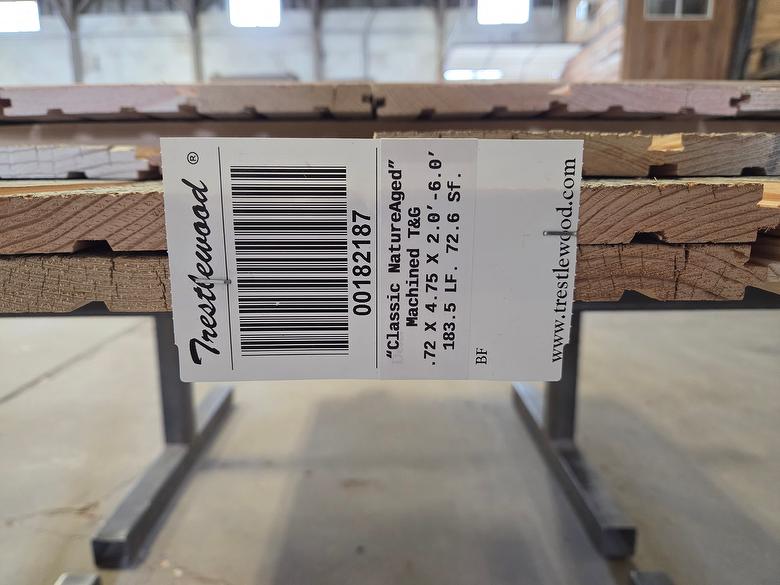 Trestlewood ®
00182187
"Classic NatureAged"
Machined T&G
.72 X 4.75 X 2.0'-6.0'
183.5 LF. 72.6 Sf.
BF
www.trestlewood.com